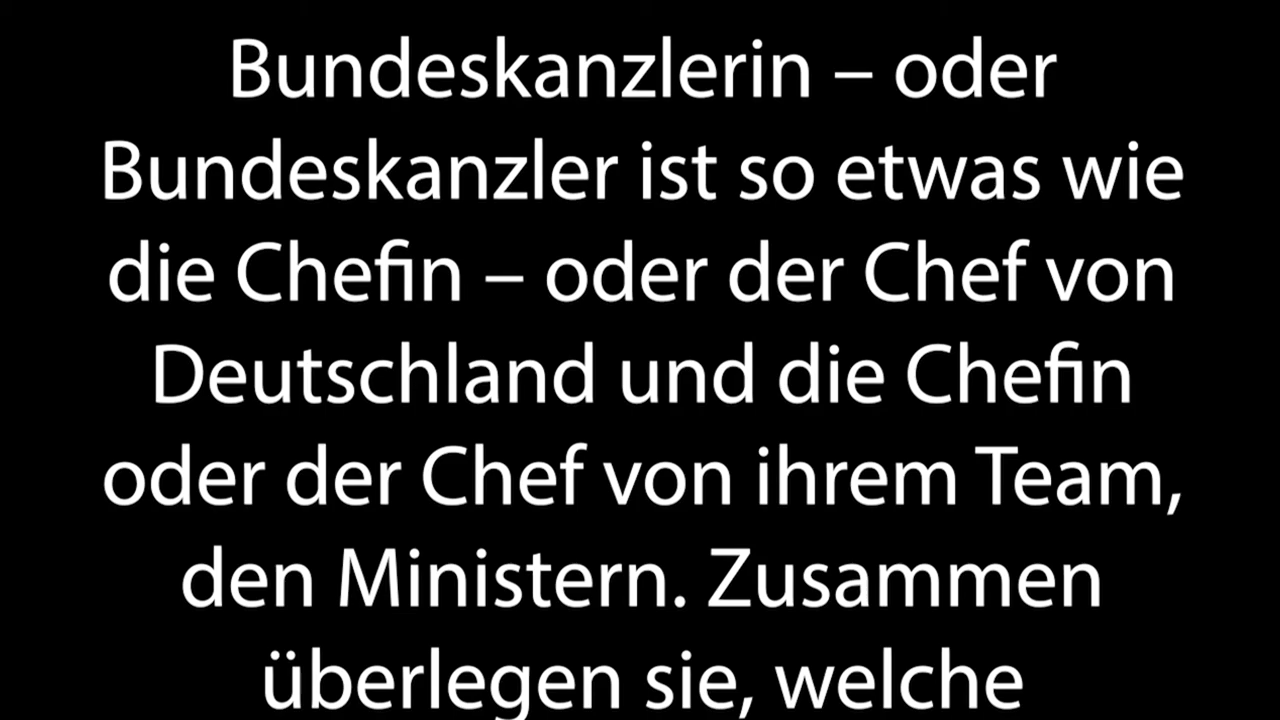 Bundeskanzlerin – oder
Bundeskanzler ist so etwas wie
die Chefin – oder der Chef von
Deutschland und die Chefin
oder der Chef von ihrem Team,
den Ministern. Zusammen
überlegen sie, welche